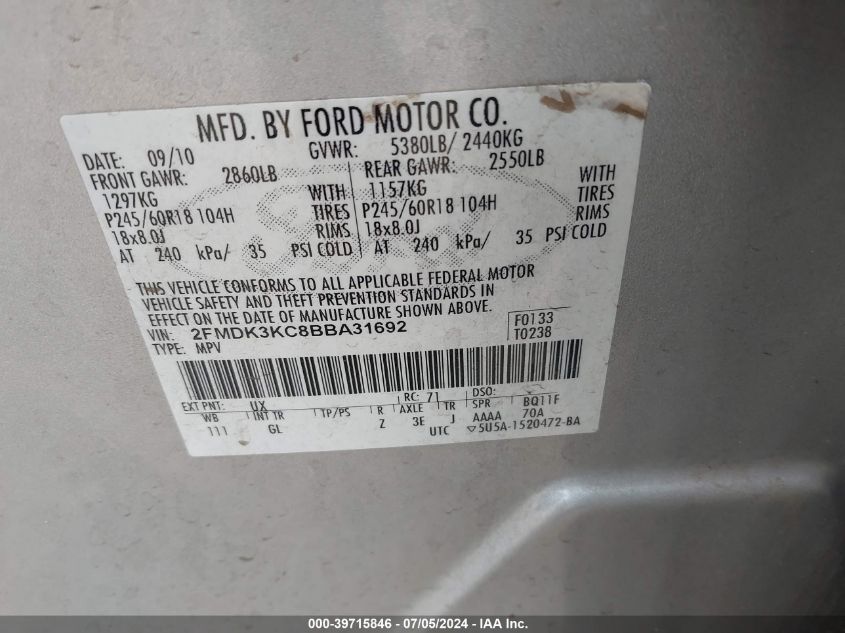 MFD. BY FORD MOTOR CO.
DATE: 09/10 GVWR: 5380LB/ 2440KG
FRONT GAWR: 2860LB REAR GAWR: 2550LB
1297KG WITH 1157KG WITH
P245/60R18 104H TIRES P245/60R18 104H TIRES
18x8.0J RIMS 18x8.0J RIMS
AT 240 kPa/ 35 PSI COLD AT 240 kPa/ 35 PSI COLD
THIS VEHICLE CONFORMS TO ALL APPLICABLE FEDERAL MOTOR
VEHICLE SAFETY AND THEFT PREVENTION STANDARDS IN
EFFECT ON THE DATE OF MANUFACTURE SHOWN ABOVE.
VIN: 2FMDK3KC8BBA31692 F0133
TYPE: MPV T0238
EXT PNT: UX RC: 71 DSO:
WB INT TR TP/PS R AXLE TR SPR BQ11F
111 GL Z 3E J AAAA 70A
UTC ▽5U5A-1520472-BA
000-39715846 - 07/05/2024 - IAA Inc.